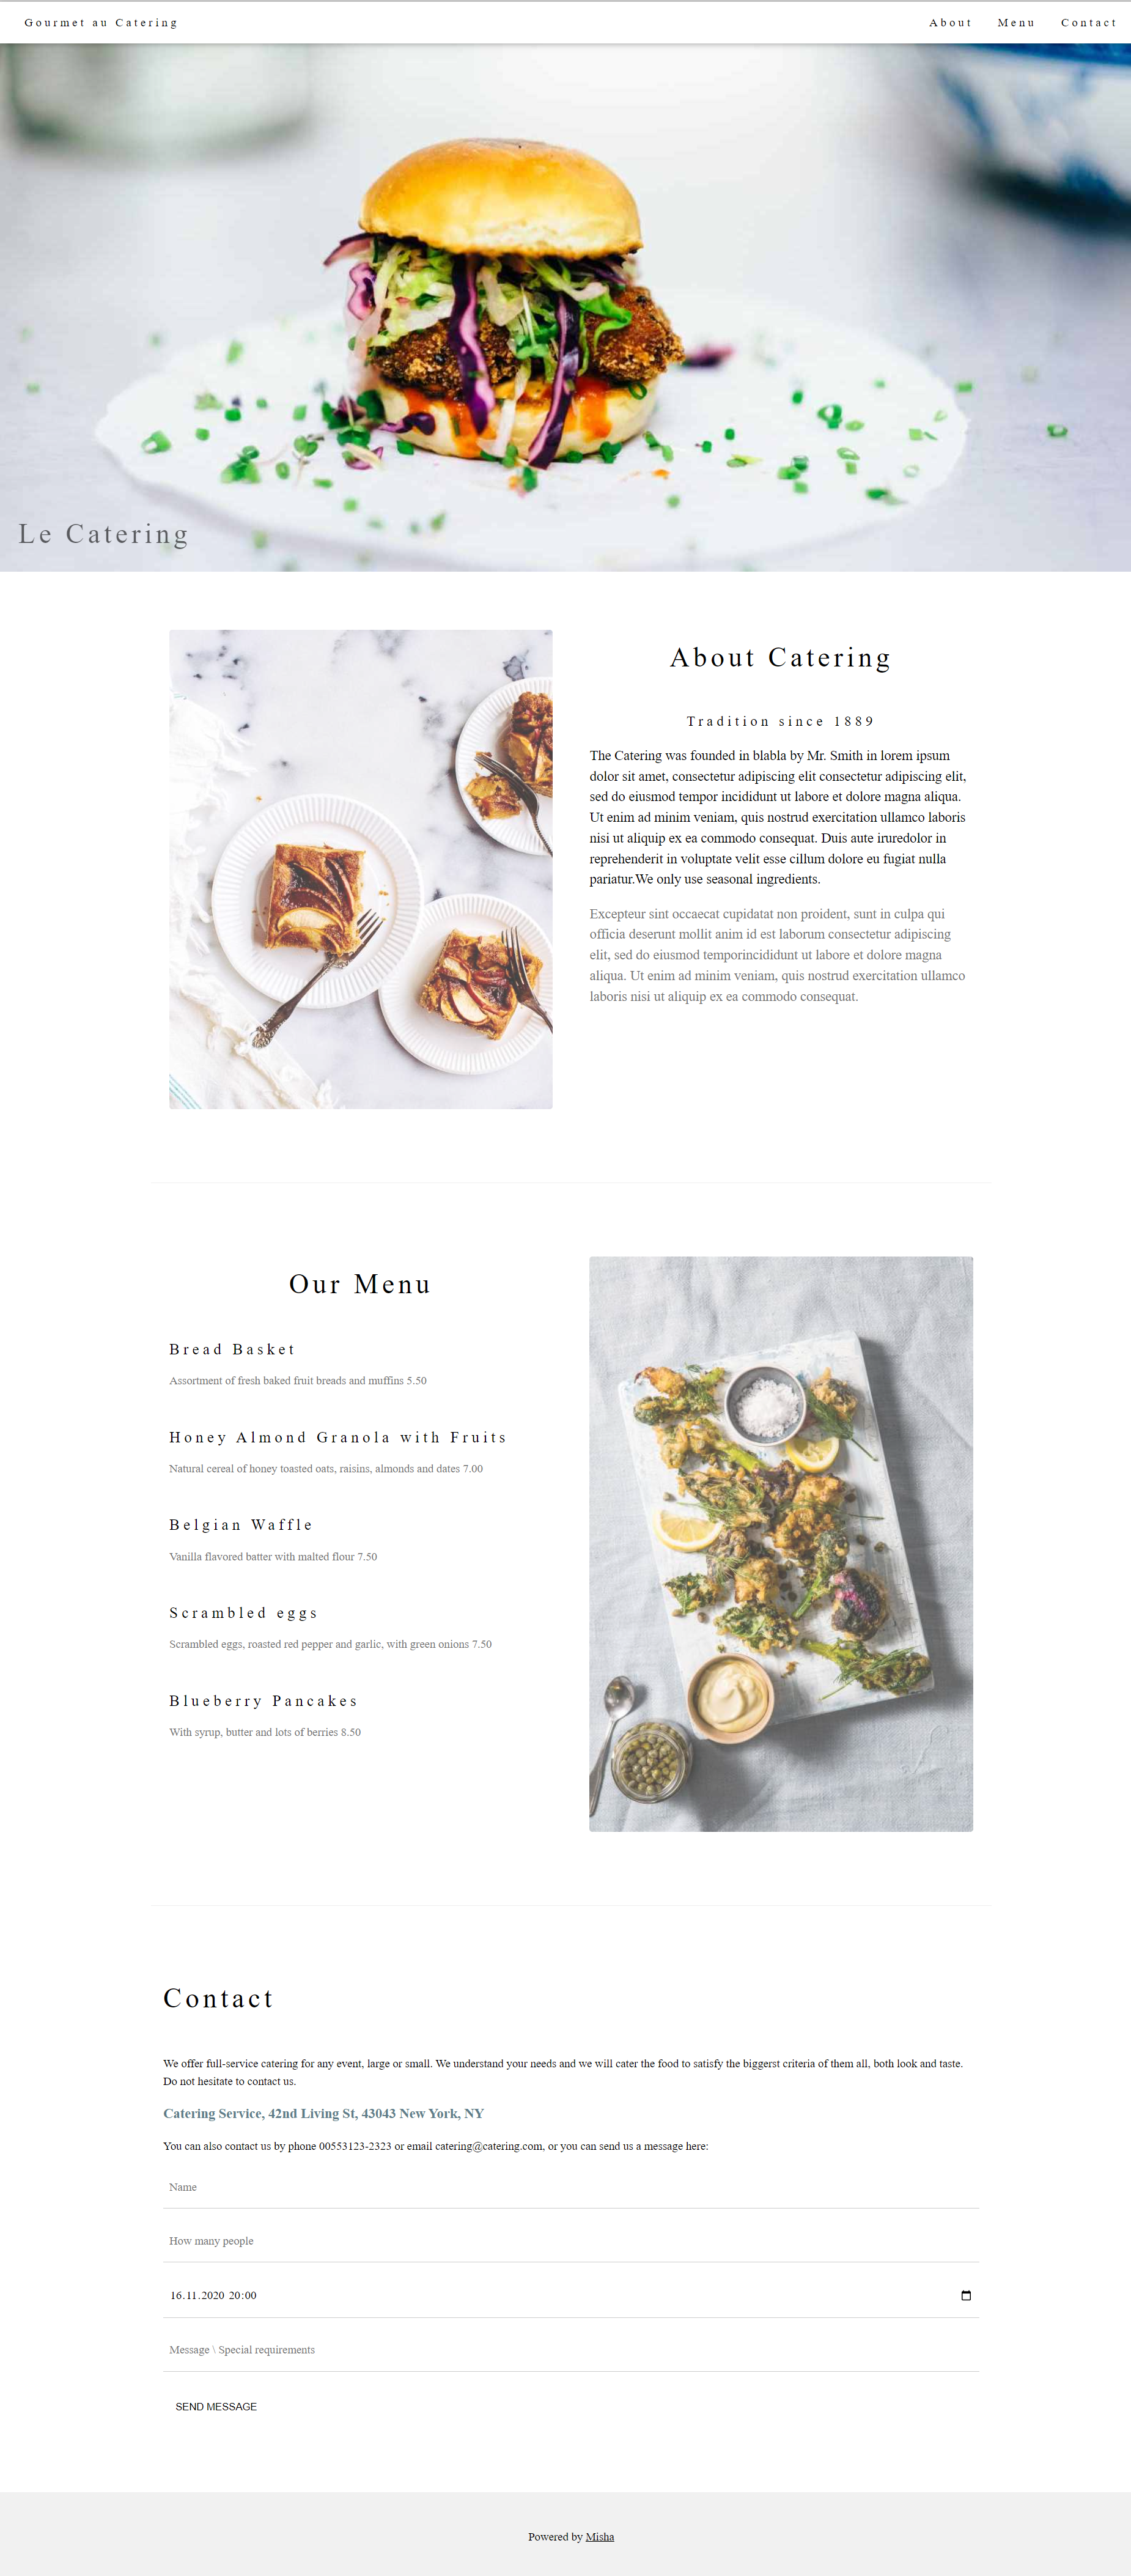 Gourmet au Catering
About Menu Contact
Le Catering
About Catering
Tradition since 1889
The Catering was founded in blabla by Mr. Smith in lorem ipsum
dolor sit amet, consectetur adipiscing elit consectetur adipiscing elit,
sed do eiusmod tempor incididunt ut labore et dolore magna aliqua.
Ut enim ad minim veniam, quis nostrud exercitation ullamco laboris
nisi ut aliquip ex ea commodo consequat. Duis aute iruredolor in
reprehenderit in voluptate velit esse cillum dolore eu fugiat nulla
pariatur.We only use seasonal ingredients.
Excepteur sint occaecat cupidatat non proident, sunt in culpa qui
officia deserunt mollit anim id est laborum consectetur adipiscing
elit, sed do eiusmod temporincididunt ut labore et dolore magna
aliqua. Ut enim ad minim veniam, quis nostrud exercitation ullamco
laboris nisi ut aliquip ex ea commodo consequat.
Our Menu
Bread Basket
Assortment of fresh baked fruit breads and muffins 5.50
Honey Almond Granola with Fruits
Natural cereal of honey toasted oats, raisins, almonds and dates 7.00
Belgian Waffle
Vanilla flavored batter with malted flour 7.50
Scrambled eggs
Scrambled eggs, roasted red pepper and garlic, with green onions 7.50
Blueberry Pancakes
With syrup, butter and lots of berries 8.50
Contact
We offer full-service catering for any event, large or small. We understand your needs and we will cater the food to satisfy the biggerst criteria of them all, both look and taste.
Do not hesitate to contact us.
Catering Service, 42nd Living St, 43043 New York, NY
You can also contact us by phone 00553123-2323 or email catering@catering.com, or you can send us a message here:
Name
How many people
16.11.2020 20:00
Message \ Special requirements
SEND MESSAGE
Powered by Misha